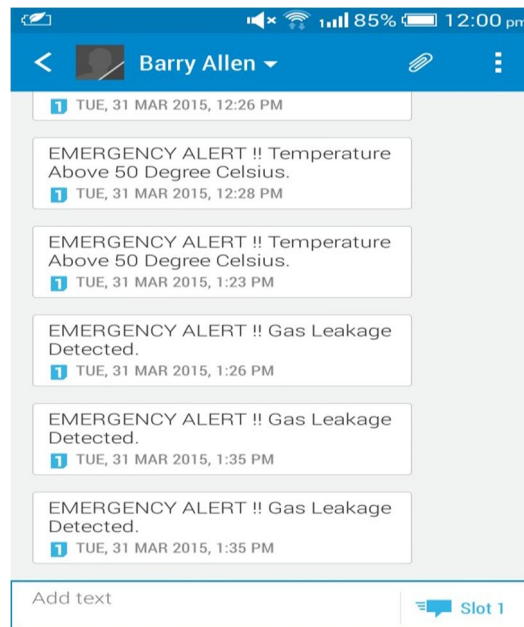 85% 12:00 pm
Barry Allen
1 TUE, 31 MAR 2015, 12:26 PM
EMERGENCY ALERT !! Temperature
Above 50 Degree Celsius.
1 TUE, 31 MAR 2015, 12:28 PM
EMERGENCY ALERT !! Temperature
Above 50 Degree Celsius.
1 TUE, 31 MAR 2015, 1:23 PM
EMERGENCY ALERT !! Gas Leakage
Detected.
1 TUE, 31 MAR 2015, 1:26 PM
EMERGENCY ALERT !! Gas Leakage
Detected.
1 TUE, 31 MAR 2015, 1:35 PM
EMERGENCY ALERT !! Gas Leakage
Detected.
1 TUE, 31 MAR 2015, 1:35 PM
Add text
Slot 1